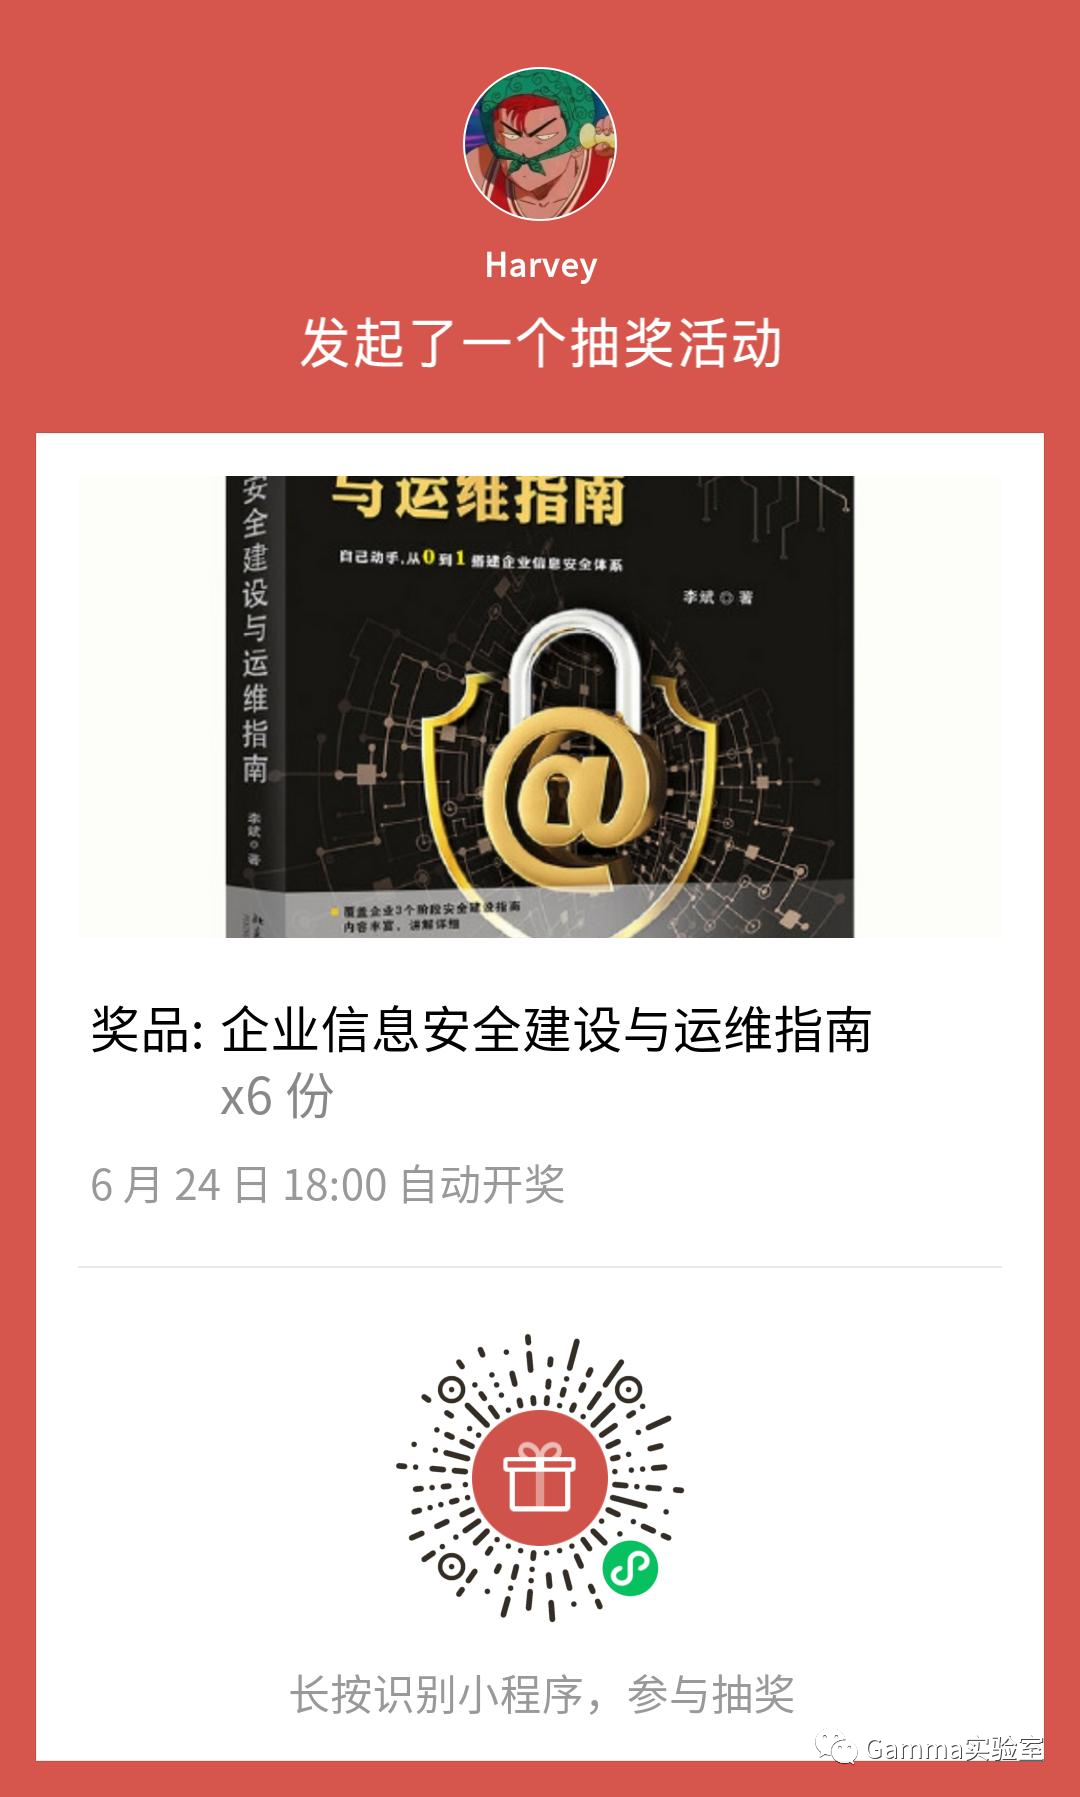 Harvey
发起了一个抽奖活动
与运维指南
自己动手,从0到1搭建企业信息安全体系
李斌◎著
安全建设与运维指南
李斌◎著
覆盖企业3个阶段安全建设指南
内容丰富，讲解详细
奖品: 企业信息安全建设与运维指南
x6 份
6 月 24 日 18:00 自动开奖
长按识别小程序，参与抽奖
Gamma实验室